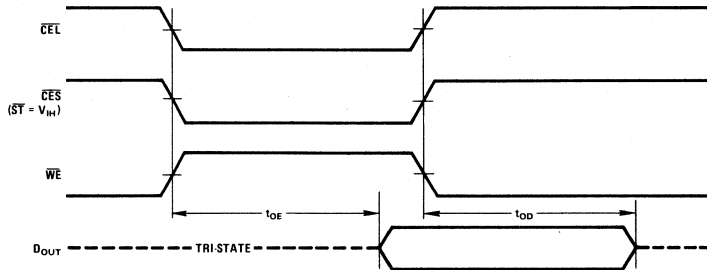 CEL
CES
(ST = VIH)
WE
tOE
tOD
DOUT
TRI-STATE